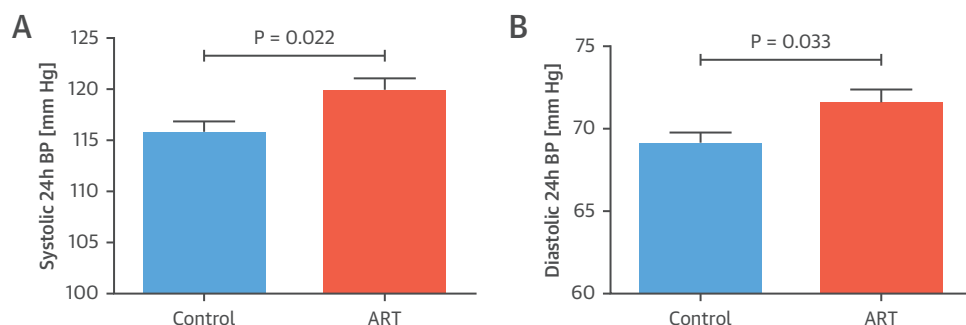 A
Systolic 24h BP [mm Hg]
125
120
115
110
105
100
P = 0.022
Control
ART
B
Diastolic 24h BP [mm Hg]
75
70
65
60
P = 0.033
Control
ART